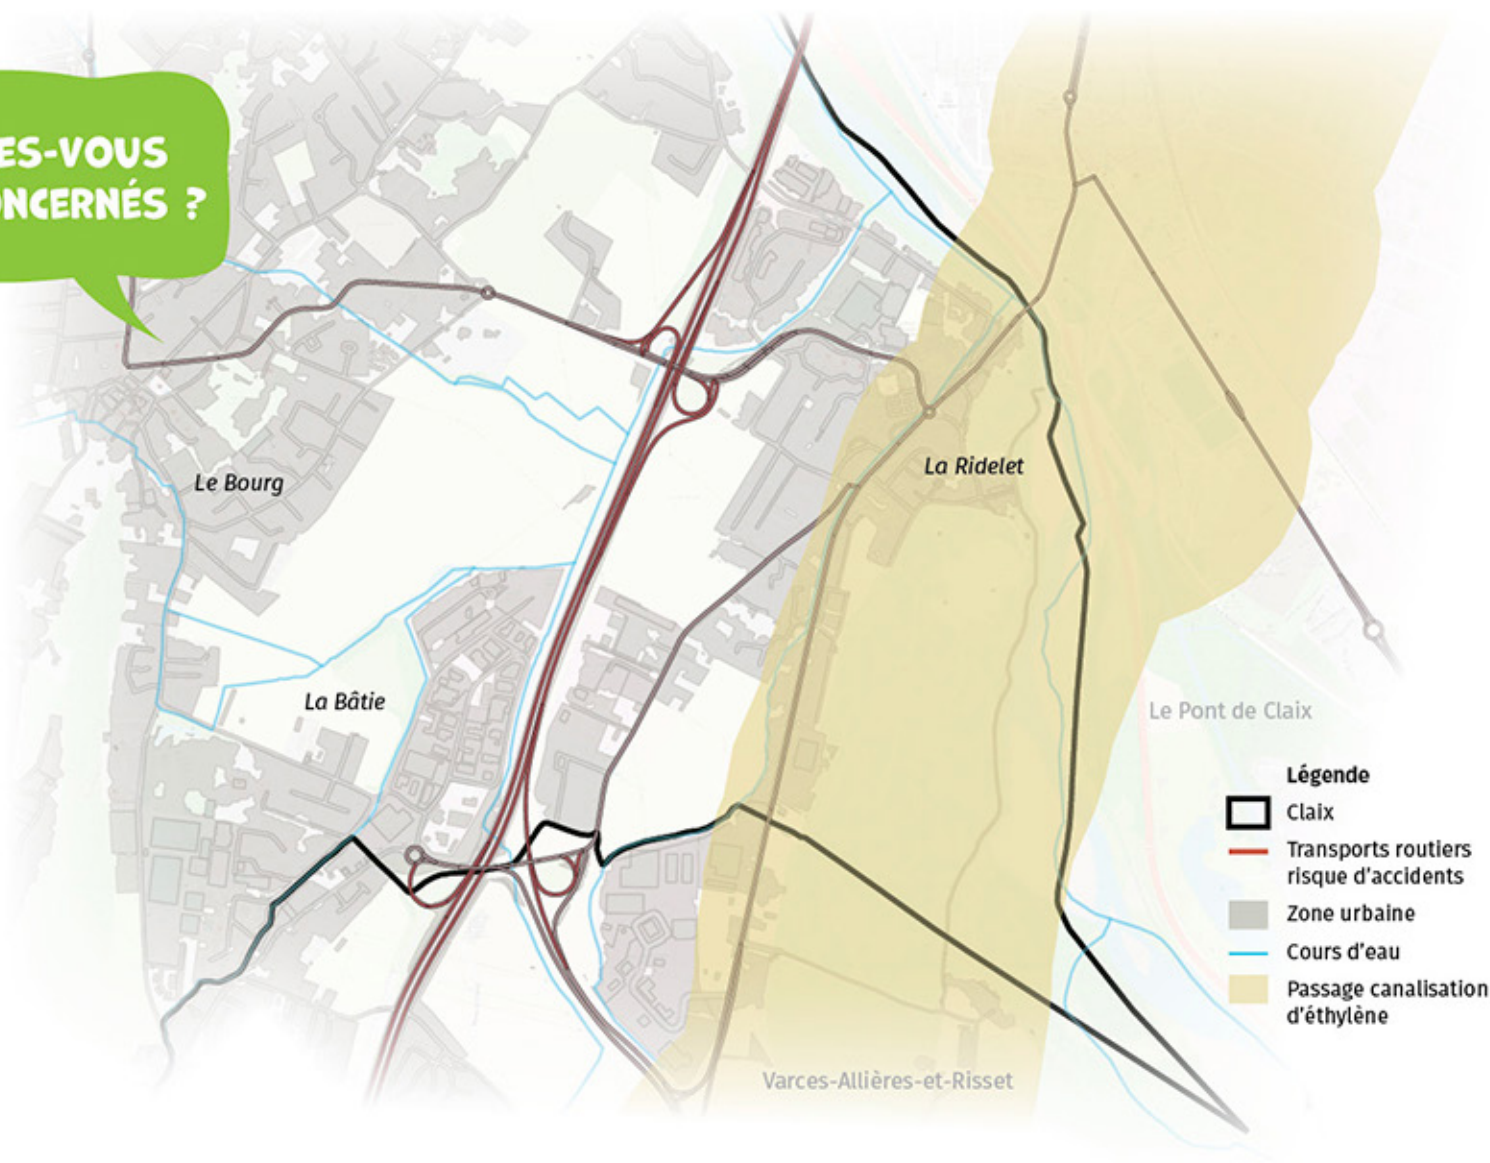 ES-VOUS
NCERNÉS ?
Le Bourg
La Ridelet
La Bâtie
Le Pont de Claix
Légende
Claix
Transports routiers
risque d'accidents
Zone urbaine
Cours d'eau
Passage canalisation
d'éthylène
Varces-Allières-et-Risset